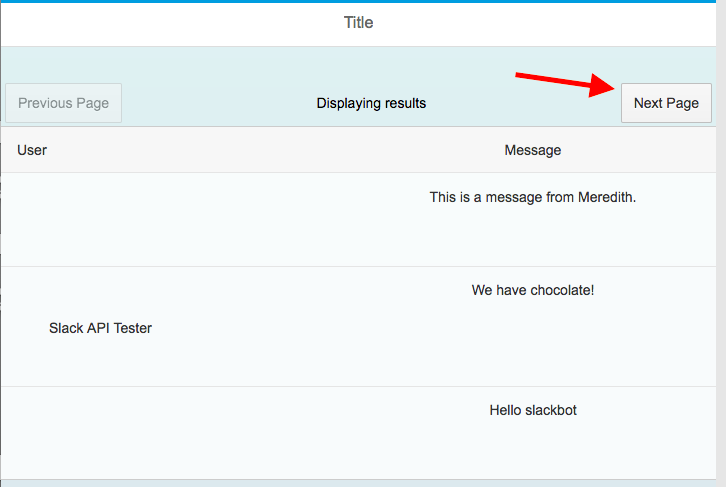 Title
Previous Page
Displaying results
Next Page
User
Message
This is a message from Meredith.
We have chocolate!
Slack API Tester
Hello slackbot